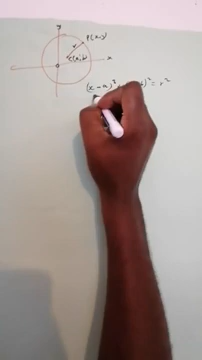 y
P(x,y)
r
C(a,b)
x
(x-a)² )² = r²